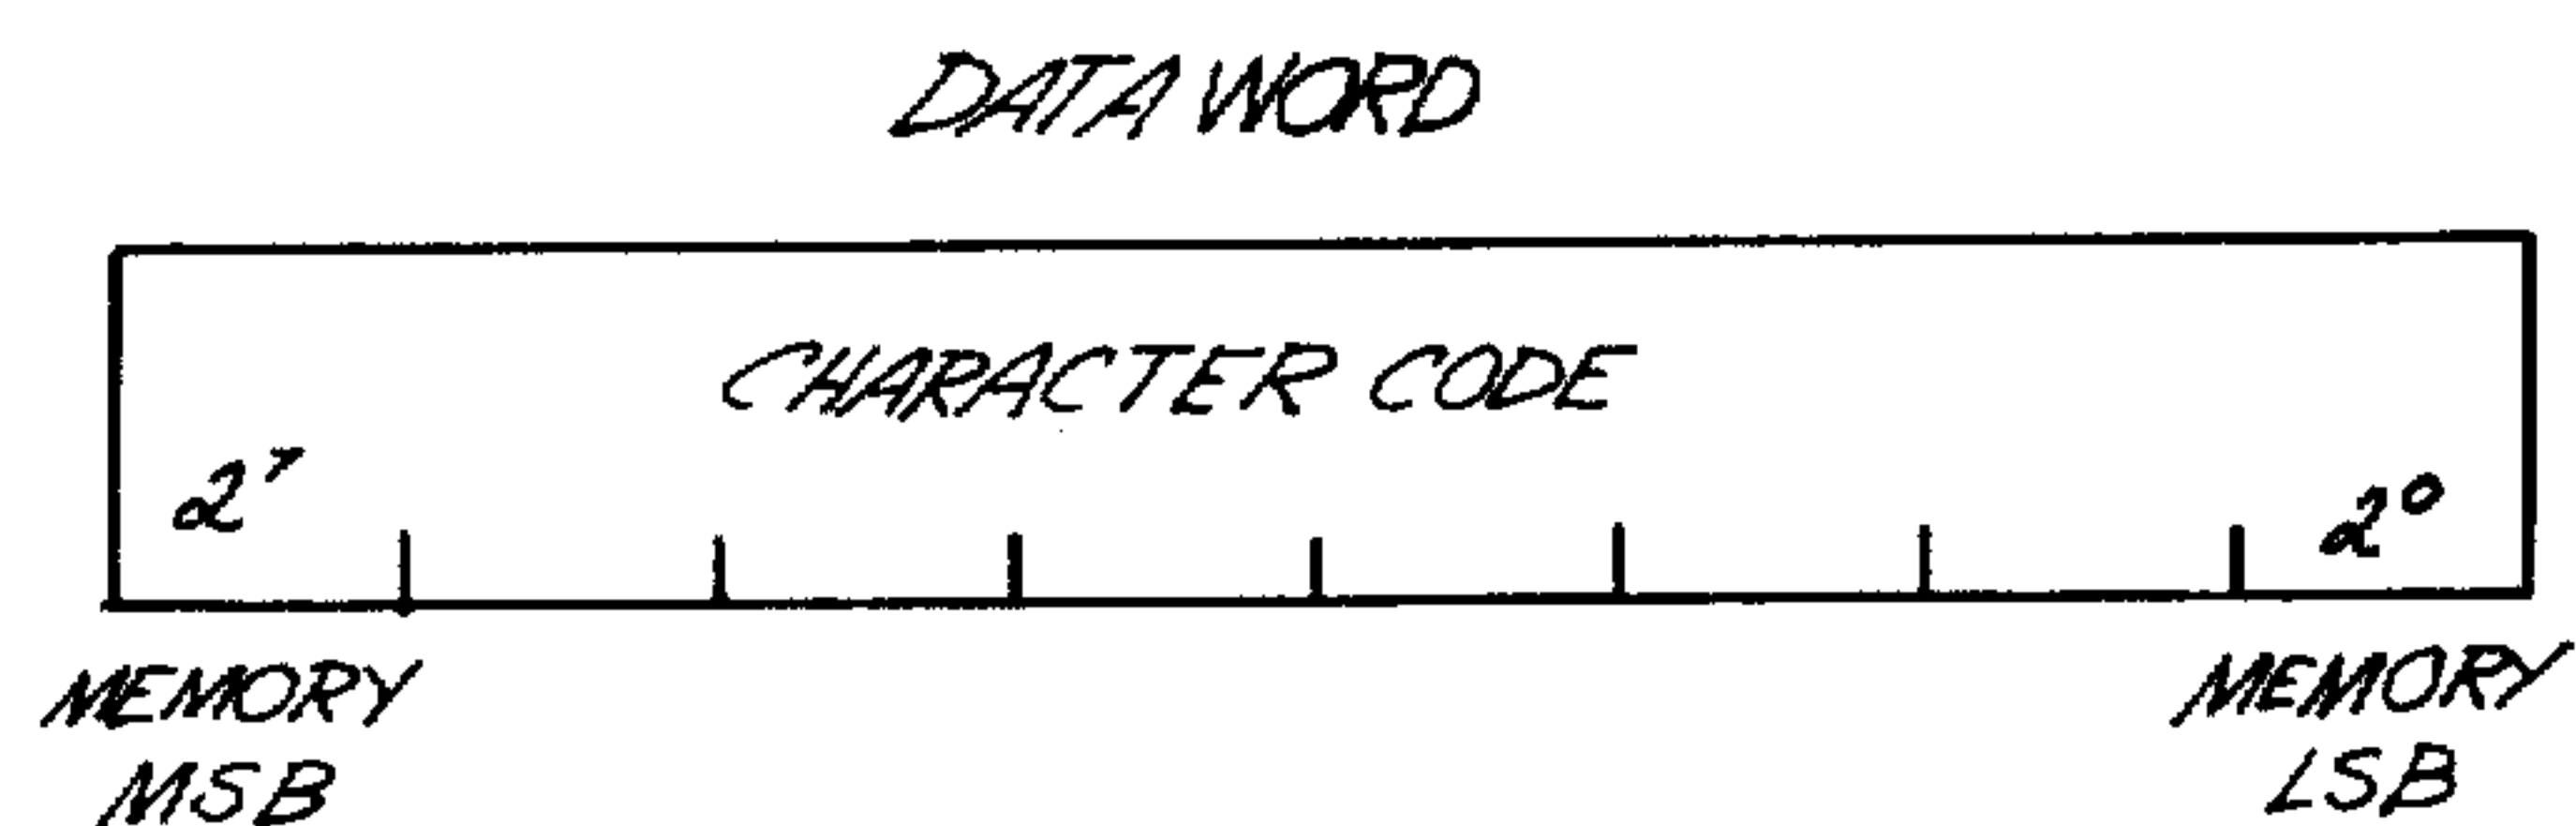 DATA WORD
CHARACTER CODE
2⁷ 2⁰
MEMORY MEMORY
MSB LSB